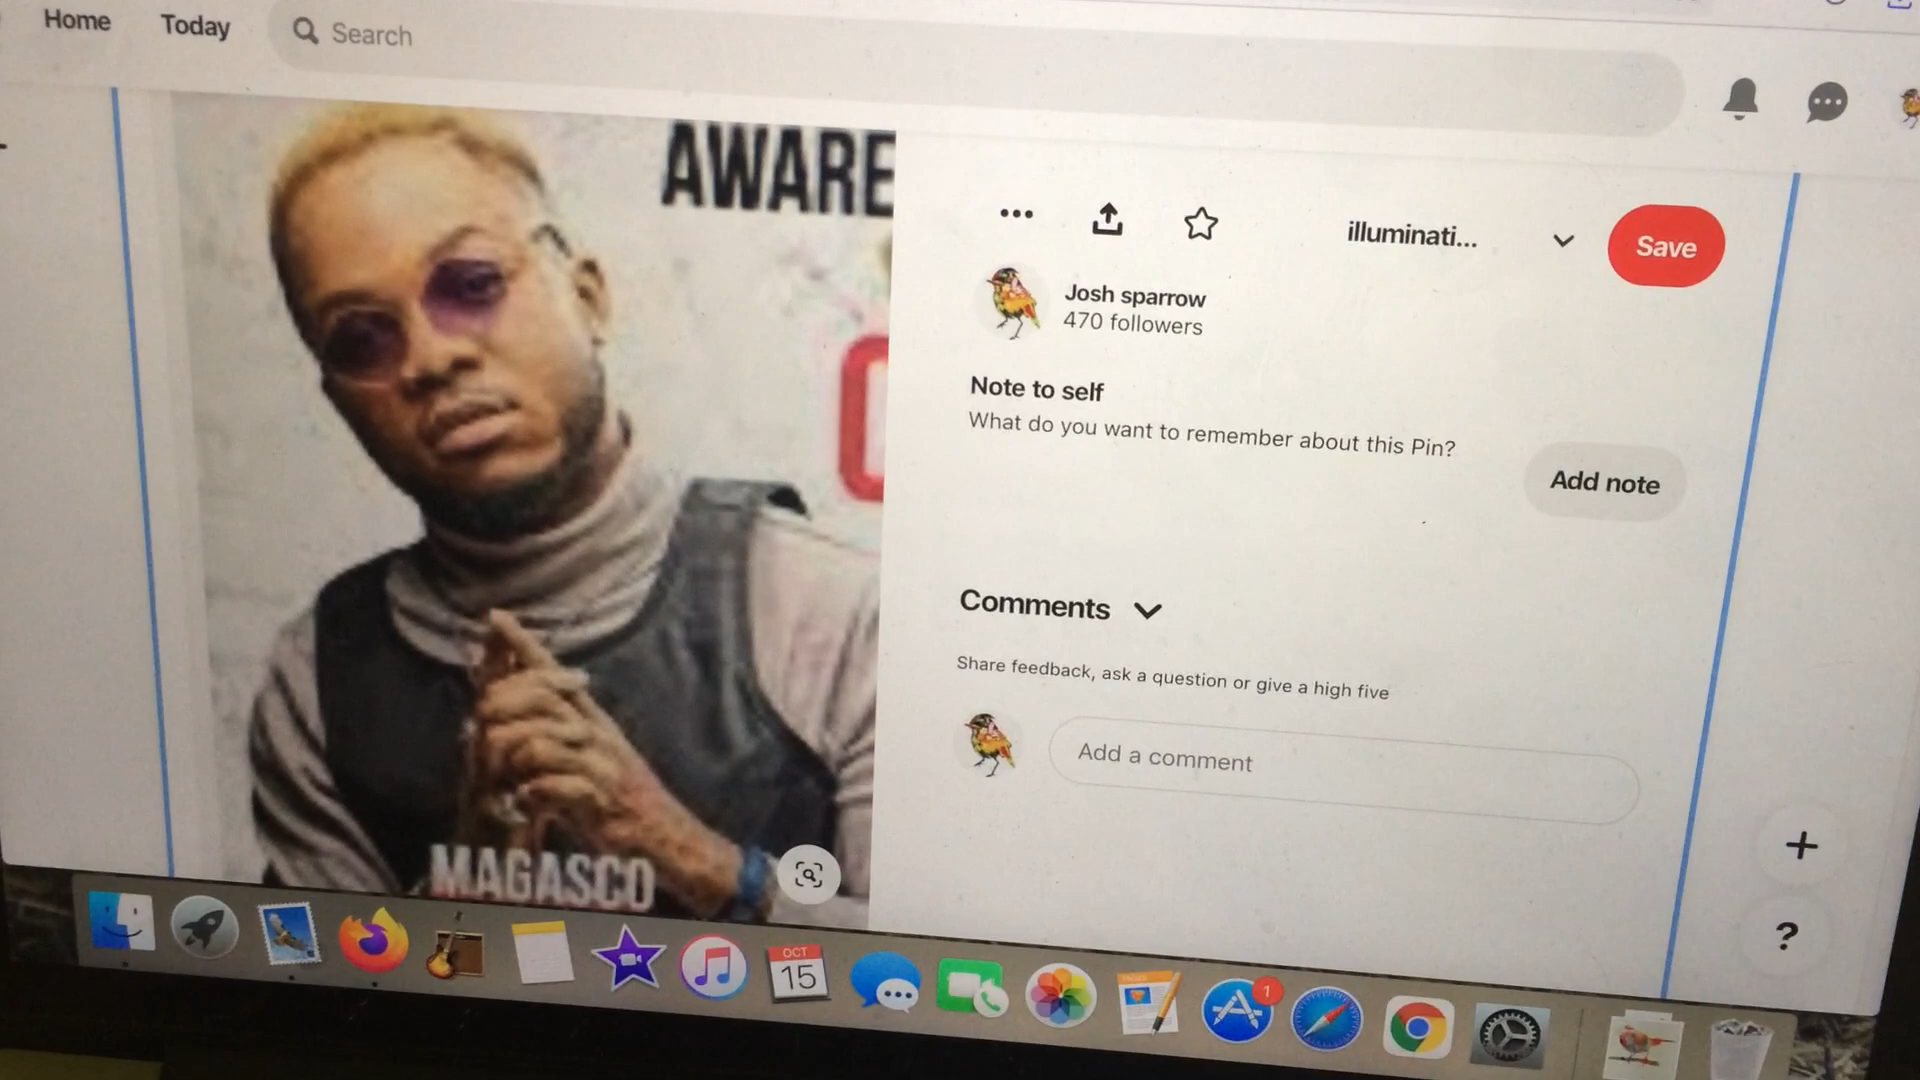 Home Today Search
AWARE
illuminati... Save
Josh sparrow
470 followers
Note to self
What do you want to remember about this Pin?
Add note
Comments
Share feedback, ask a question or give a high five
Add a comment
MAGASCO
+
?
OCT
15
1
PAGES